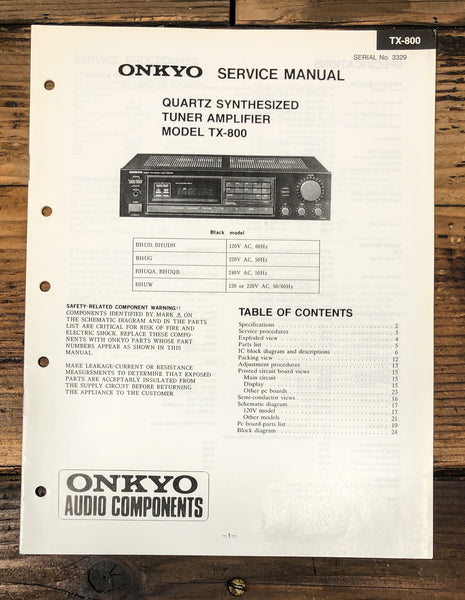 TX-800
SERIAL No. 3329
ONKYO SERVICE MANUAL
QUARTZ SYNTHESIZED
TUNER AMPLIFIER
MODEL TX-800
ONKYO
Black model
BHUD, BHUDN 120V AC, 60Hz
BHUG 220V AC, 50Hz
BHUQA, BHUQB 240V AC, 50Hz
BHUW 120 or 220V AC, 50/60Hz
SAFETY-RELATED COMPONENT WARNING!!
COMPONENTS IDENTIFIED BY MARK ⚠ ON
THE SCHEMATIC DIAGRAM AND IN THE PARTS
LIST ARE CRITICAL FOR RISK OF FIRE AND
ELECTRIC SHOCK. REPLACE THESE COMPO-
NENTS WITH ONKYO PARTS WHOSE PART
NUMBERS APPEAR AS SHOWN IN THIS
MANUAL.
MAKE LEAKAGE-CURRENT OR RESISTANCE
MEASUREMENTS TO DETERMINE THAT EXPOSED
PARTS ARE ACCEPTABLY INSULATED FROM
THE SUPPLY CIRCUIT BEFORE RETURNING
THE APPLIANCE TO THE CUSTOMER.
TABLE OF CONTENTS
Specifications 2
Service procedures 3
Exploded view 4
Parts list 5
IC block diagram and descriptions 6
Packing view 12
Adjustment procedures 13
Printed circuit board views 15
Main circuit 15
Display 15
Other pc boards 23
Semi-conductor views 16
Schematic diagram 17
120V model 17
Other models 21
Pc board-parts list 19
Block diagram 24
ONKYO
AUDIO COMPONENTS
—1—